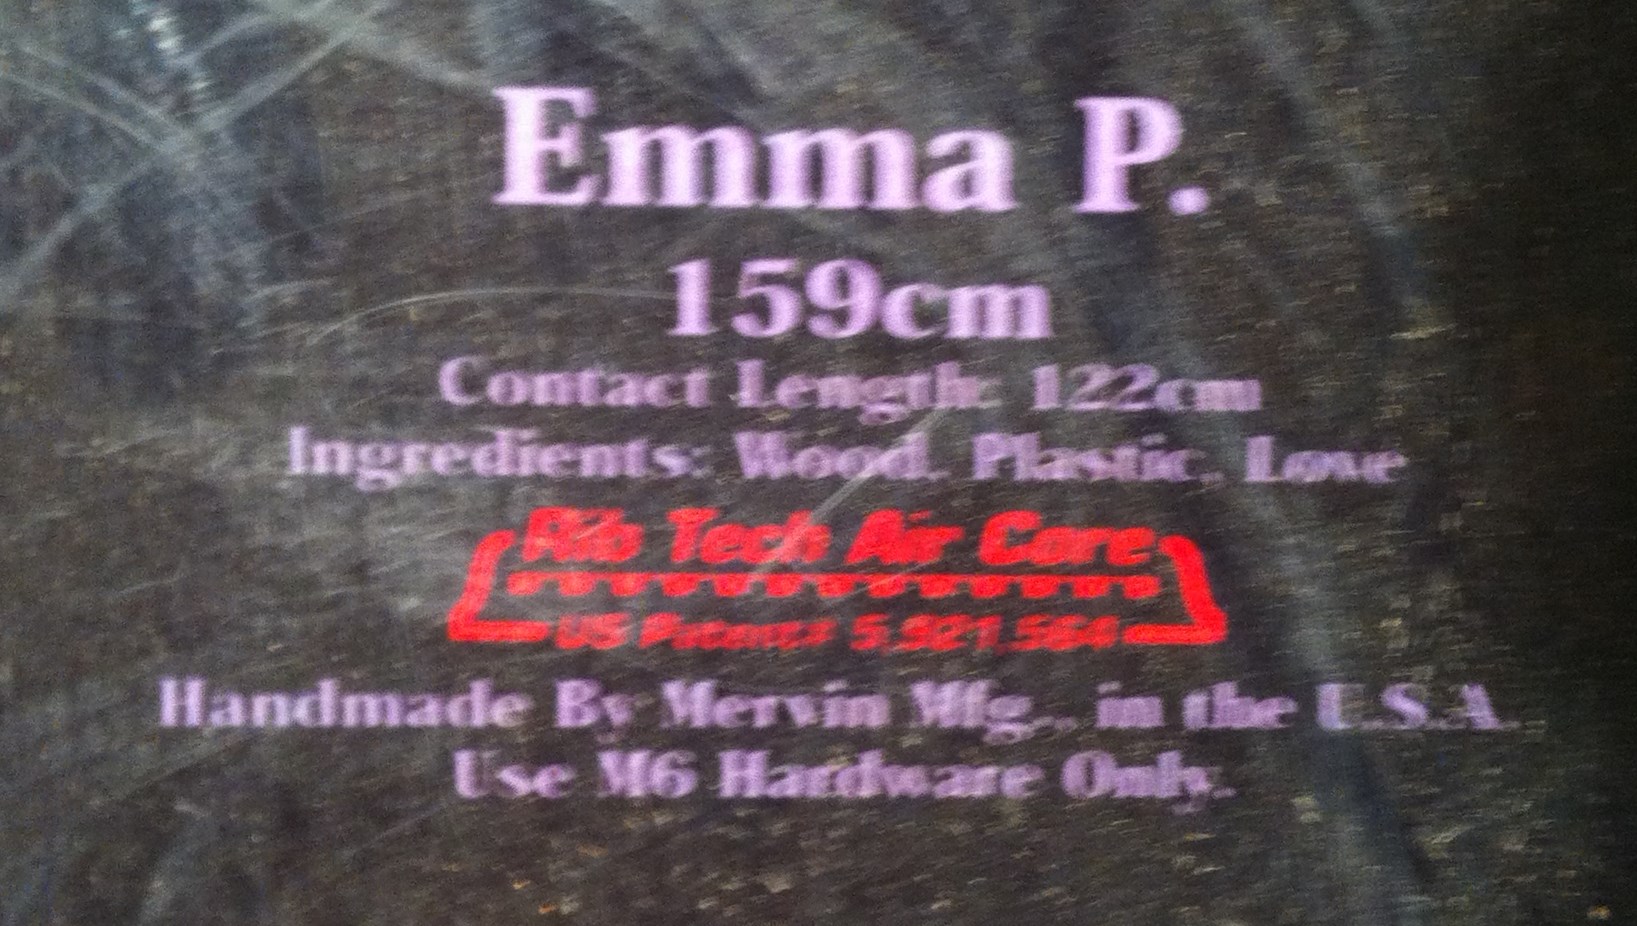 Emma P.
159cm
Contact Length: 122cm
Ingredients: Wood, Plastic, Love
Rib Tech Air Core
US Patent# 5,921,564
Handmade By Mervin Mfg., in the U.S.A.
Use M6 Hardware Only.